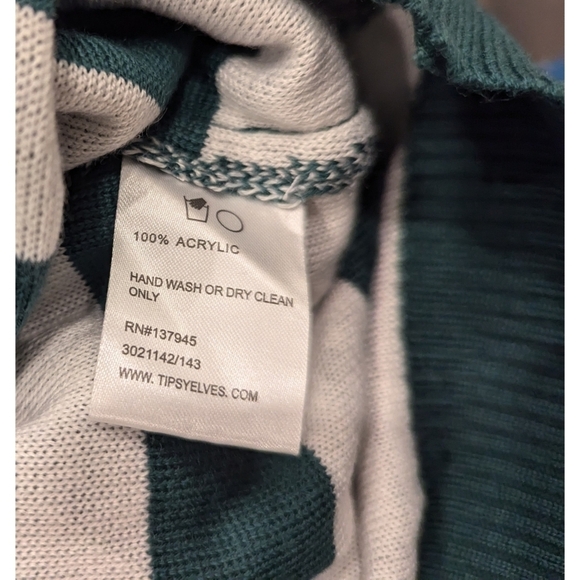 100% ACRYLIC
HAND WASH OR DRY CLEAN
ONLY
RN#137945
3021142/143
WWW. TIPSYELVES. COM